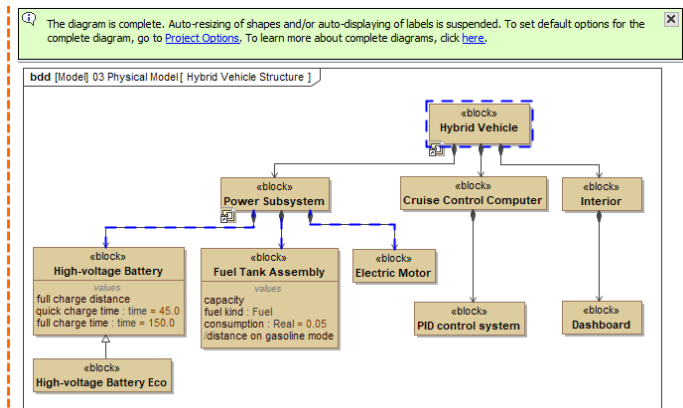 The diagram is complete. Auto-resizing of shapes and/or auto-displaying of labels is suspended. To set default options for the
complete diagram, go to Project Options. To learn more about complete diagrams, click here.
bdd [Model] 03 Physical Model[ Hybrid Vehicle Structure ]
«block»
Hybrid Vehicle
«block»
Power Subsystem
«block»
Cruise Control Computer
«block»
Interior
«block»
High-voltage Battery
values
full charge distance
quick charge time : time = 45.0
full charge time : time = 150.0
«block»
Fuel Tank Assembly
values
capacity
fuel kind : Fuel
consumption : Real = 0.05
/distance on gasoline mode
«block»
Electric Motor
«block»
PID control system
«block»
Dashboard
«block»
High-voltage Battery Eco